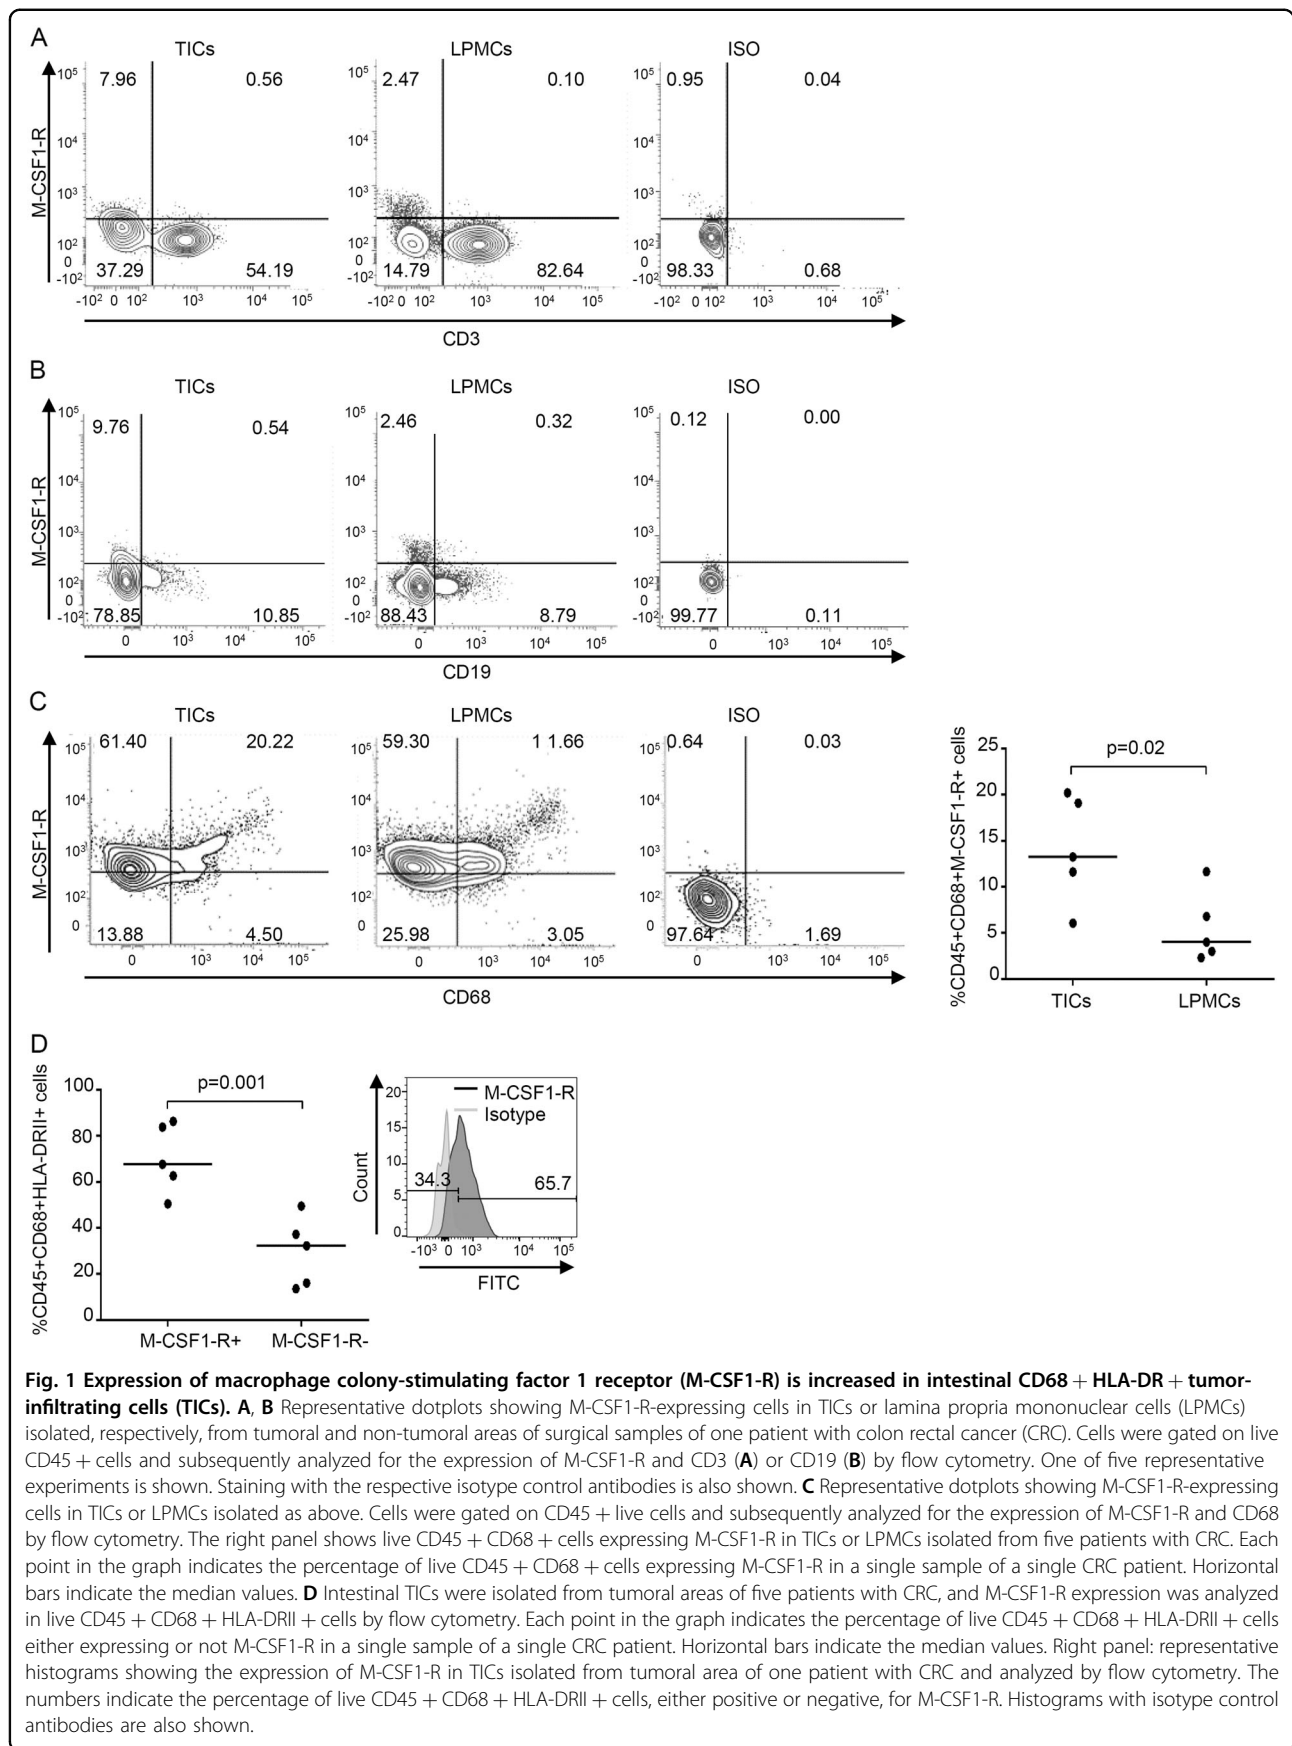 A
TICs
LPMCs
ISO
7.96
0.56
2.47
0.10
0.95
0.04
M-CSF1-R
10⁵
10⁴
10³
10²
0
-10²
10⁵
10⁴
10³
10²
0
-10²
10⁵
10⁴
10³
10²
0
-10²
37.29
54.19
14.79
82.64
98.33
0.68
-10² 0 10² 10³ 10⁴ 10⁵
-10² 0 10² 10³ 10⁴ 10⁵
-10² 0 10² 10³ 10⁴ 10⁵
CD3
B
TICs
LPMCs
ISO
9.76
0.54
2.46
0.32
0.12
0.00
M-CSF1-R
10⁵
10⁴
10³
10²
0
-10²
10⁵
10⁴
10³
10²
0
-10²
10⁵
10⁴
10³
10²
0
-10²
78.85
10.85
88.43
8.79
99.77
0.11
0 10³ 10⁴ 10⁵
0 10³ 10⁴ 10⁵
0 10³ 10⁴ 10⁵
CD19
C
TICs
LPMCs
ISO
61.40
20.22
59.30
1 1.66
0.64
0.03
M-CSF1-R
10⁵
10⁴
10³
10²
0
10⁵
10⁴
10³
10²
0
10⁵
10⁴
10³
10²
0
13.88
4.50
25.98
3.05
97.64
1.69
0 10³ 10⁴ 10⁵
0 10³ 10⁴ 10⁵
0 10³ 10⁴ 10⁵
CD68
%CD45+CD68+M-CSF1-R+ cells
25
20
15
10
5
0
p=0.02
TICs
LPMCs
D
%CD45+CD68+HLA-DRII+ cells
100
80
60
40
20
0
p=0.001
M-CSF1-R+
M-CSF1-R-
Count
20
15
10
5
0
M-CSF1-R
Isotype
34.3
65.7
-10³ 0 10³ 10⁴ 10⁵
FITC
Fig. 1 Expression of macrophage colony-stimulating factor 1 receptor (M-CSF1-R) is increased in intestinal CD68 + HLA-DR + tumor-
infiltrating cells (TICs). A, B Representative dotplots showing M-CSF1-R-expressing cells in TICs or lamina propria mononuclear cells (LPMCs)
isolated, respectively, from tumoral and non-tumoral areas of surgical samples of one patient with colon rectal cancer (CRC). Cells were gated on live
CD45 + cells and subsequently analyzed for the expression of M-CSF1-R and CD3 (A) or CD19 (B) by flow cytometry. One of five representative
experiments is shown. Staining with the respective isotype control antibodies is also shown. C Representative dotplots showing M-CSF1-R-expressing
cells in TICs or LPMCs isolated as above. Cells were gated on CD45 + live cells and subsequently analyzed for the expression of M-CSF1-R and CD68
by flow cytometry. The right panel shows live CD45 + CD68 + cells expressing M-CSF1-R in TICs or LPMCs isolated from five patients with CRC. Each
point in the graph indicates the percentage of live CD45 + CD68 + cells expressing M-CSF1-R in a single sample of a single CRC patient. Horizontal
bars indicate the median values. D Intestinal TICs were isolated from tumoral areas of five patients with CRC, and M-CSF1-R expression was analyzed
in live CD45 + CD68 + HLA-DRII + cells by flow cytometry. Each point in the graph indicates the percentage of live CD45 + CD68 + HLA-DRII + cells
either expressing or not M-CSF1-R in a single sample of a single CRC patient. Horizontal bars indicate the median values. Right panel: representative
histograms showing the expression of M-CSF1-R in TICs isolated from tumoral area of one patient with CRC and analyzed by flow cytometry. The
numbers indicate the percentage of live CD45 + CD68 + HLA-DRII + cells, either positive or negative, for M-CSF1-R. Histograms with isotype control
antibodies are also shown.